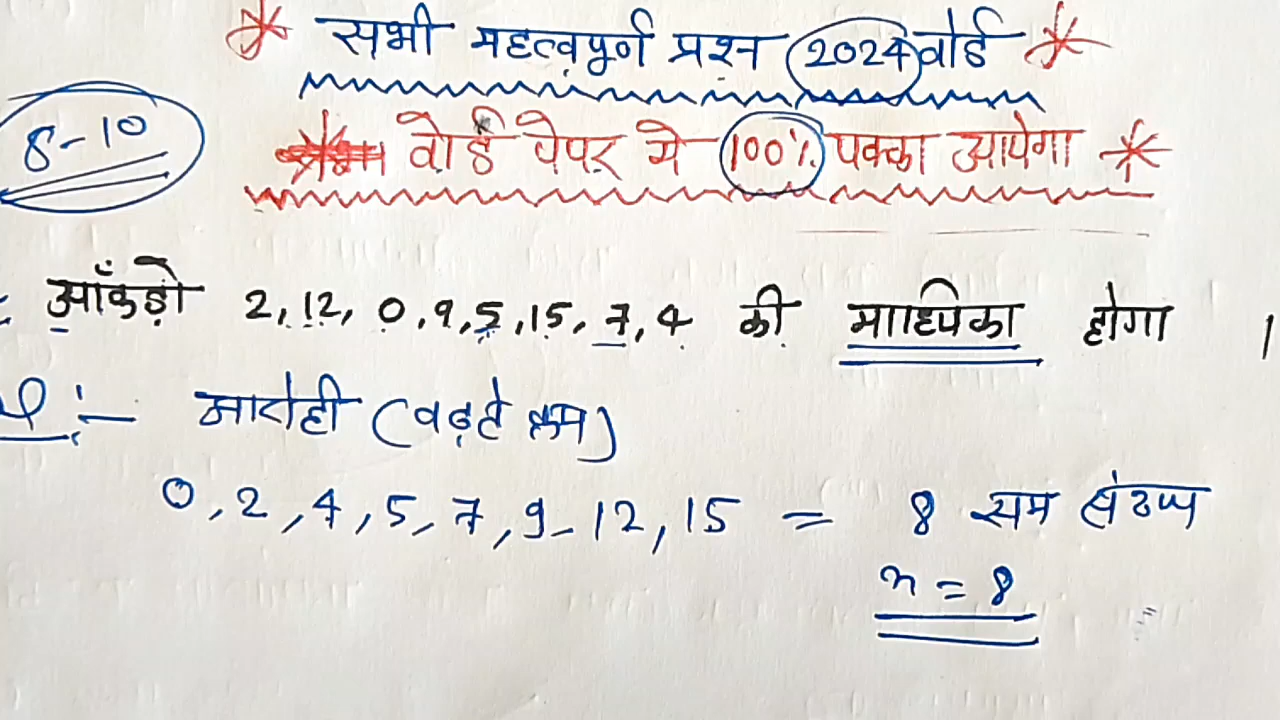 सभी महत्वपूर्ण प्रश्न 2024 वोर्ड
8-10
वोर्ड पेपर मे 100% पक्का आयेगा
आँकड़ो 2, 12, 0, 9, 5, 15, 7, 4 की माध्यिका होगा ।
:- आरोही (वढ़ते क्रम)
0, 2, 4, 5, 7, 9, 12, 15 = 8 सम संख्या
n = 8